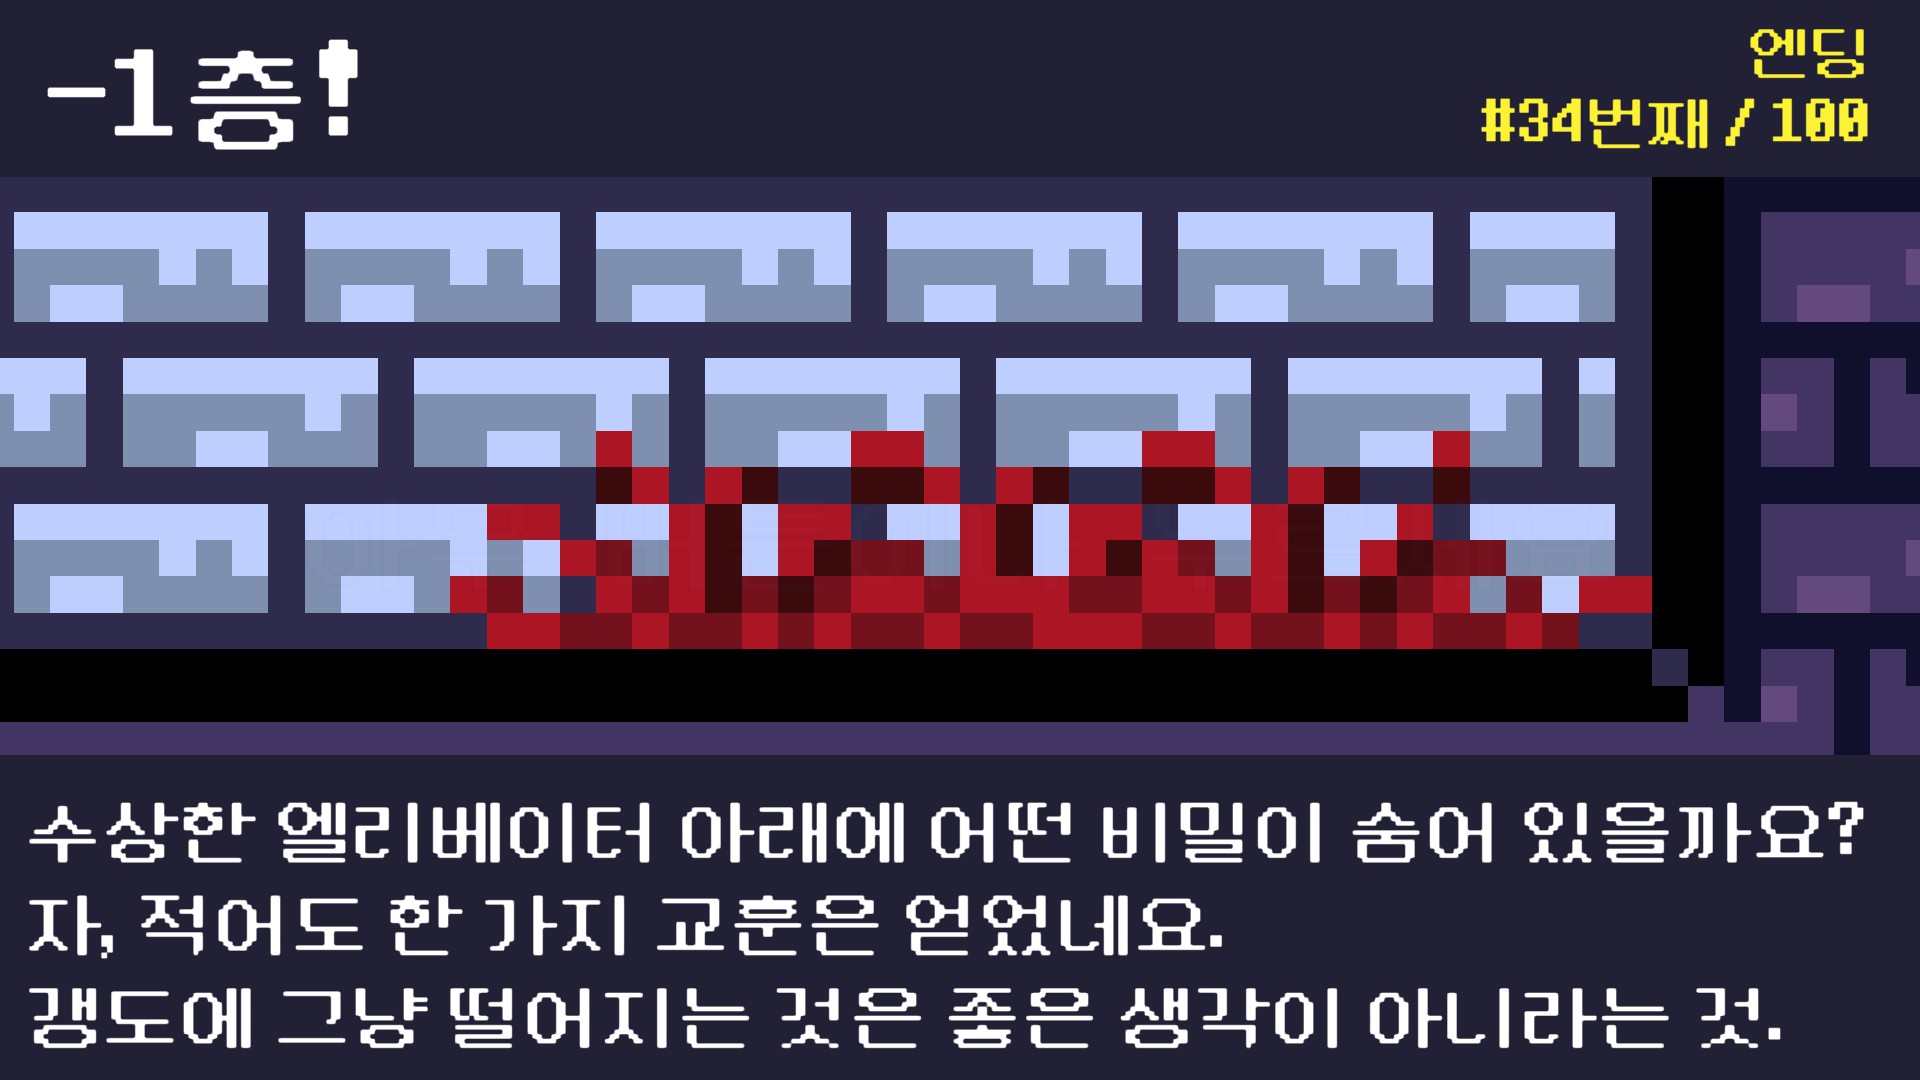 -1층!
엔딩
#34번째/100
수상한 엘리베이터 아래에 어떤 비밀이 숨어 있을까요?
자, 적어도 한 가지 교훈은 얻었네요.
갱도에 그냥 떨어지는 것은 좋은 생각이 아니라는 것.